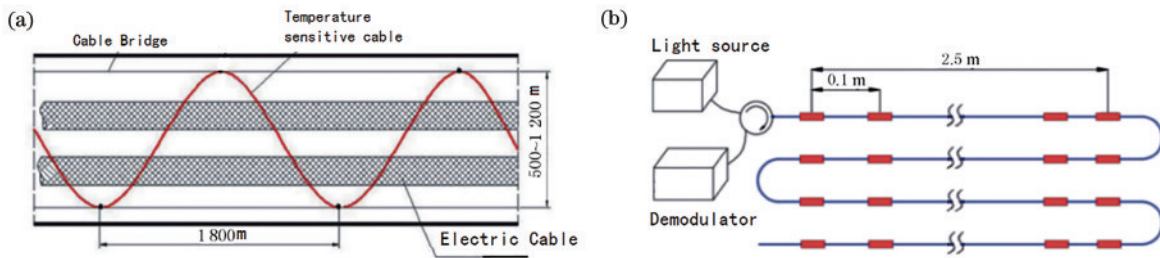 (a)
Cable Bridge
Temperature
sensitive cable
500~1 200 m
1 800m
Electric Cable
(b)
Light source
2.5 m
0.1 m
Demodulator